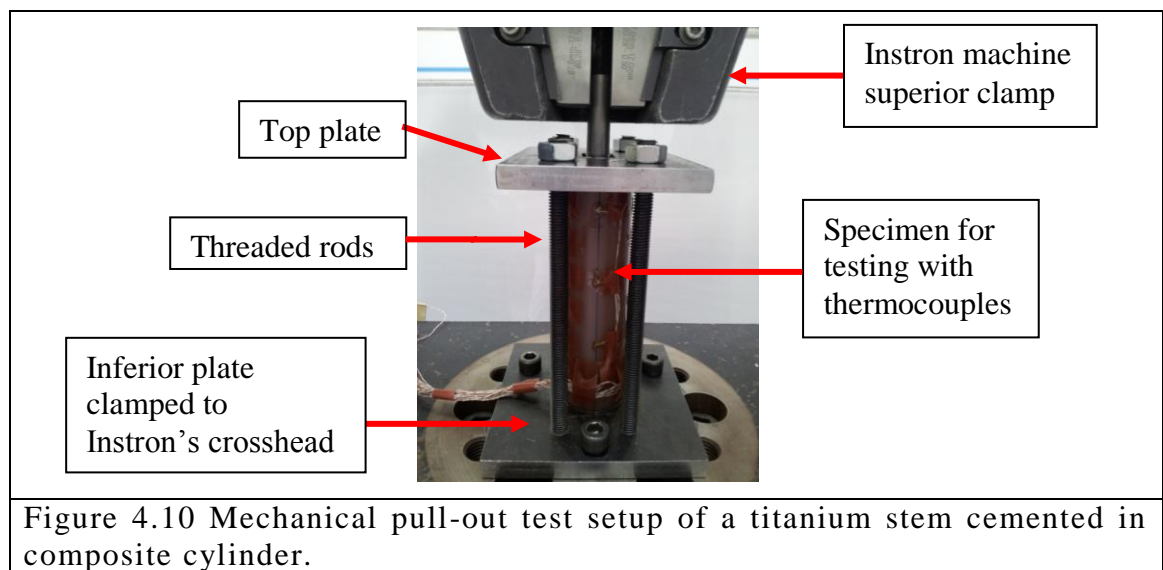 Instron machine
superior clamp
Top plate
Threaded rods
Specimen for
testing with
thermocouples
Inferior plate
clamped to
Instron’s crosshead
Figure 4.10 Mechanical pull-out test setup of a titanium stem cemented in
composite cylinder.